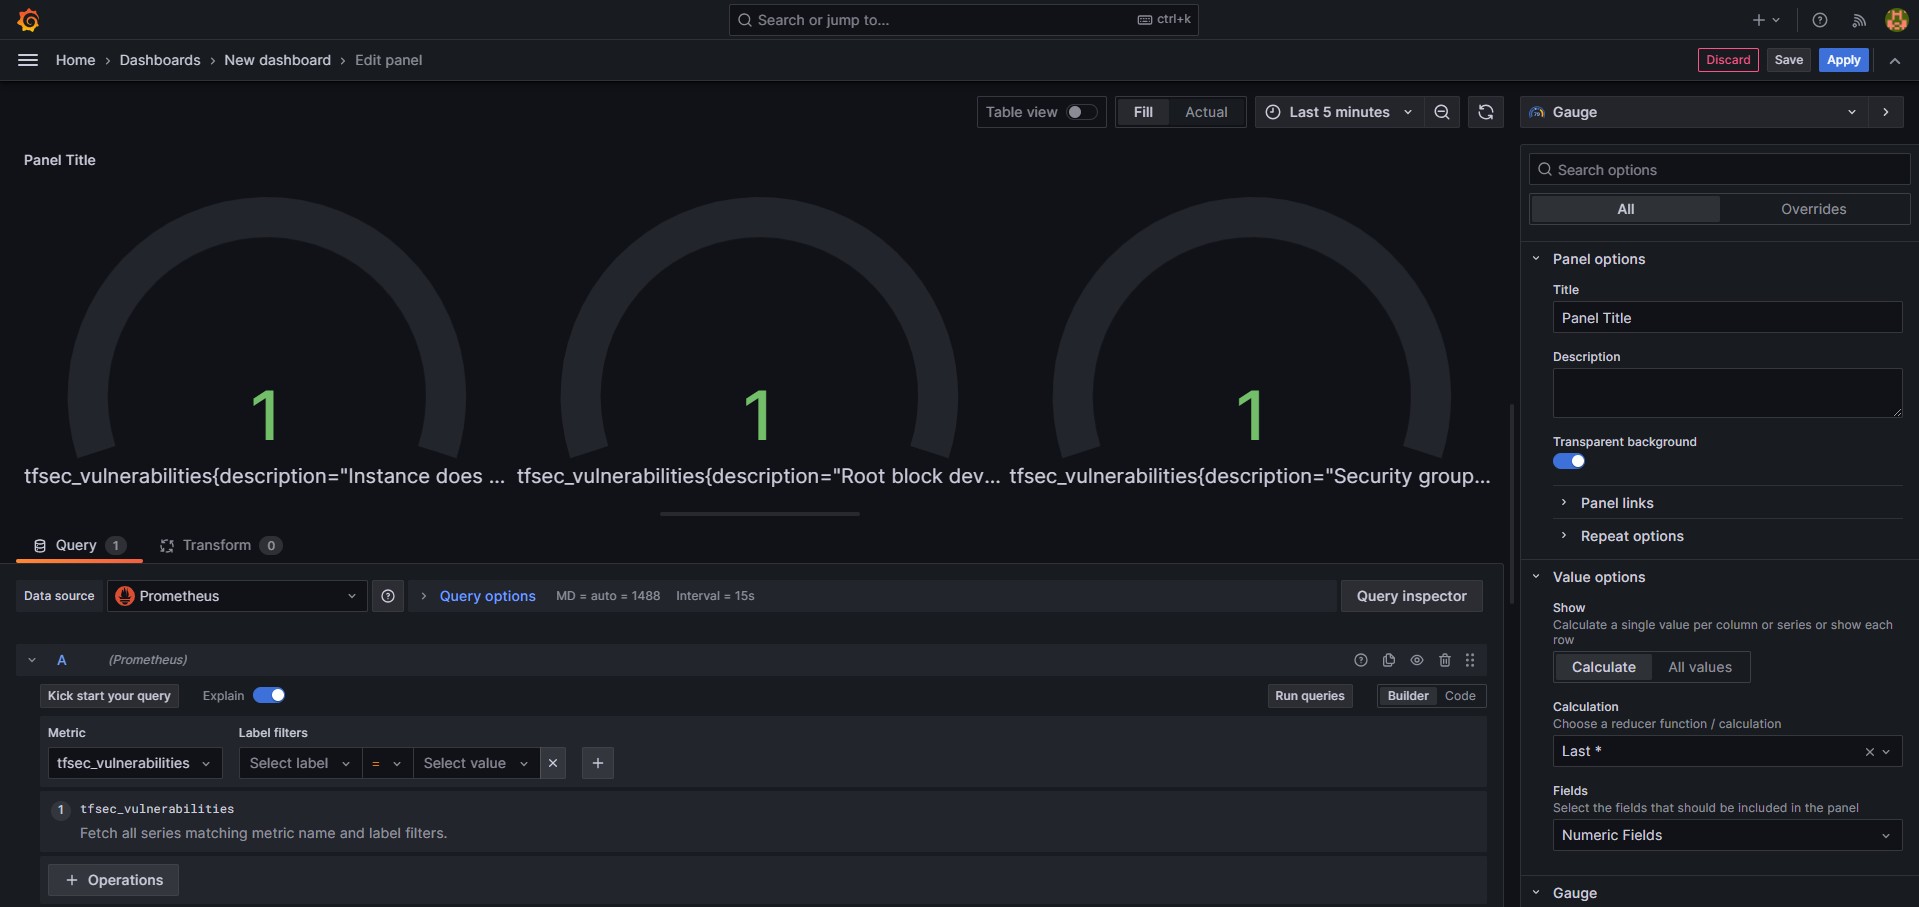 Search or jump to...
ctrl+k
Home › Dashboards › New dashboard › Edit panel
Discard
Save
Apply
Table view
Fill
Actual
Last 5 minutes
Gauge
Panel Title
1
1
1
tfsec_vulnerabilities{description="Instance does ...
tfsec_vulnerabilities{description="Root block dev...
tfsec_vulnerabilities{description="Security group...
Query 1
Transform 0
Data source
Prometheus
Query options
MD = auto = 1488
Interval = 15s
Query inspector
A
(Prometheus)
Kick start your query
Explain
Run queries
Builder
Code
Metric
Label filters
tfsec_vulnerabilities
Select label
=
Select value
1 tfsec_vulnerabilities
Fetch all series matching metric name and label filters.
+ Operations
Search options
All
Overrides
Panel options
Title
Panel Title
Description
Transparent background
Panel links
Repeat options
Value options
Show
Calculate a single value per column or series or show each
row
Calculate
All values
Calculation
Choose a reducer function / calculation
Last *
Fields
Select the fields that should be included in the panel
Numeric Fields
Gauge